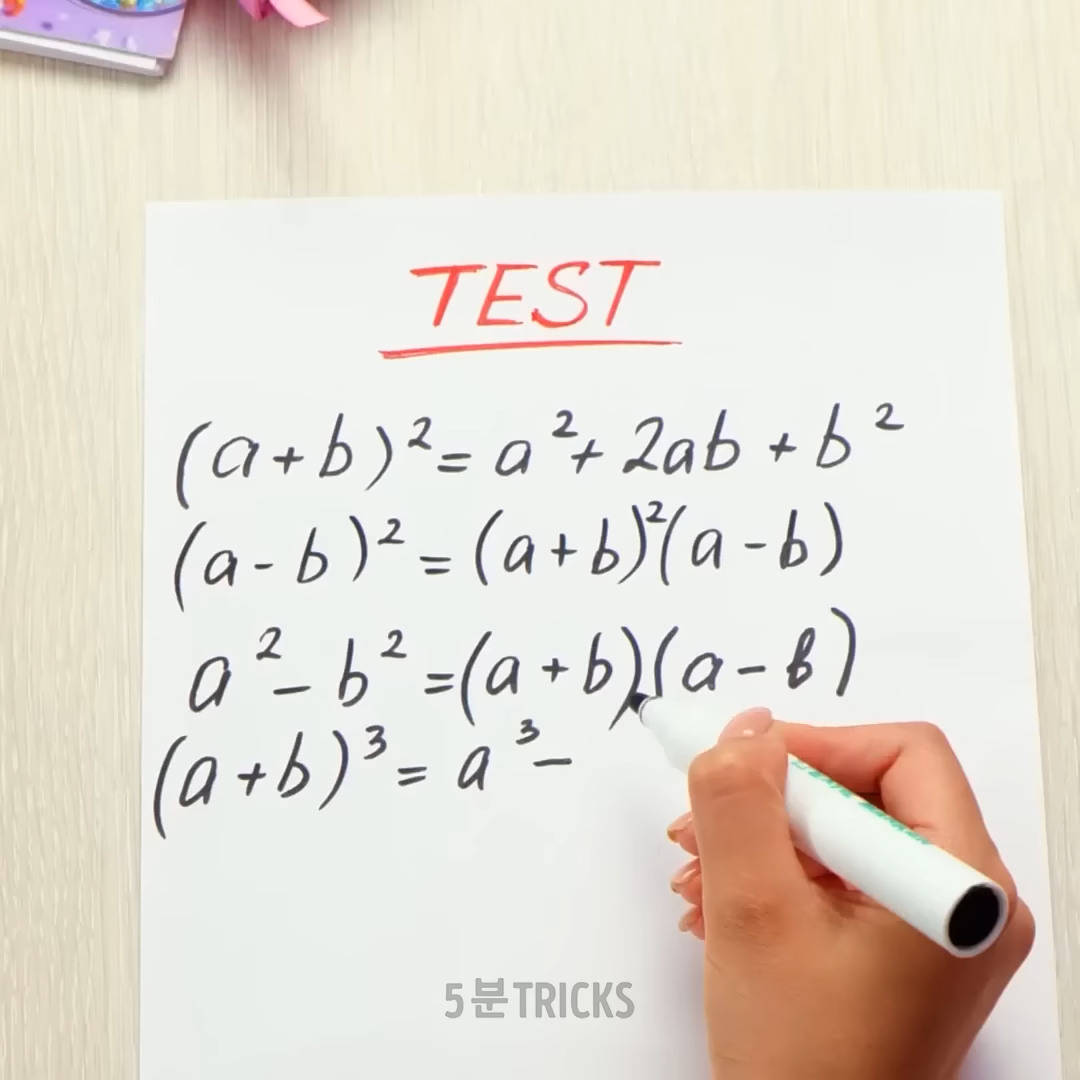 TEST
(a+b)² = a² + 2ab + b²
(a - b)² = (a+b)²(a - b)
a² - b² = (a+b)(a - b)
(a+b)³ = a³ -
5분TRICKS